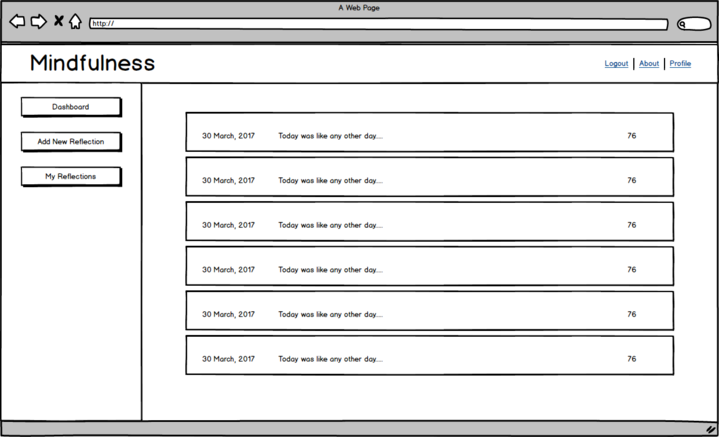 A Web Page
http://
Mindfulness
Logout | About | Profile
Dashboard
Add New Reflection
My Reflections
30 March, 2017 Today was like any other day.... 76
30 March, 2017 Today was like any other day.... 76
30 March, 2017 Today was like any other day.... 76
30 March, 2017 Today was like any other day.... 76
30 March, 2017 Today was like any other day.... 76
30 March, 2017 Today was like any other day.... 76